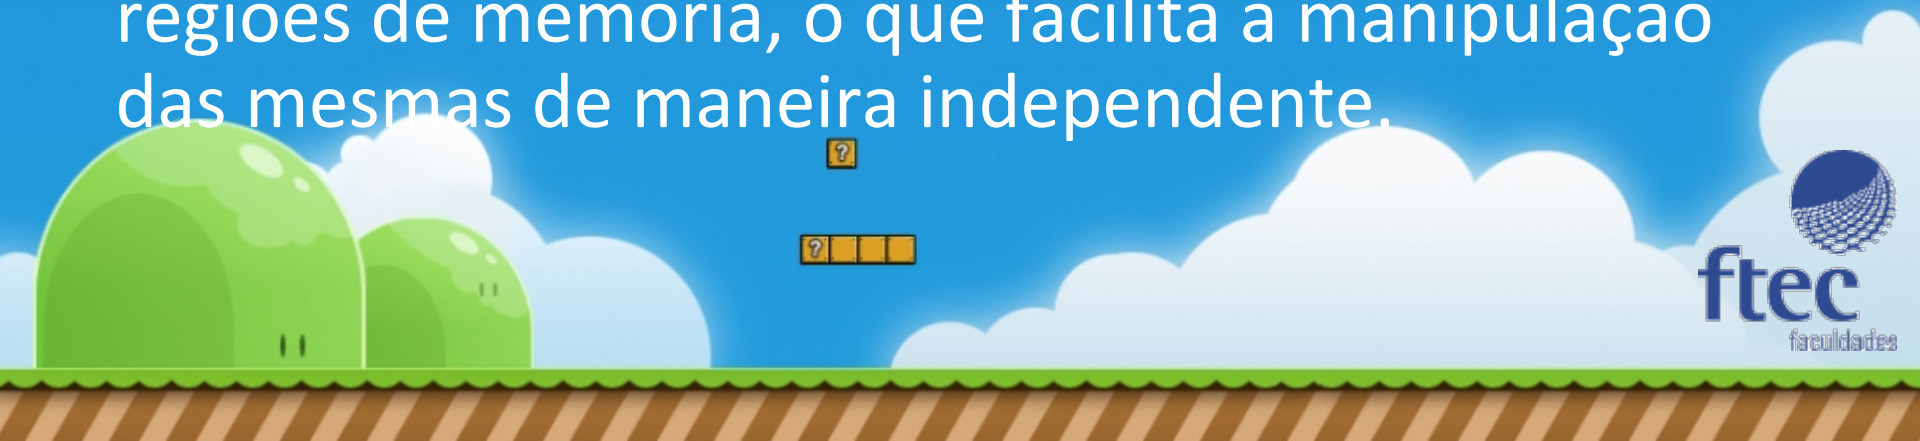 regiões de memória, o que facilita a manipulação
das mesmas de maneira independente.
?
?
ftec
faculdades